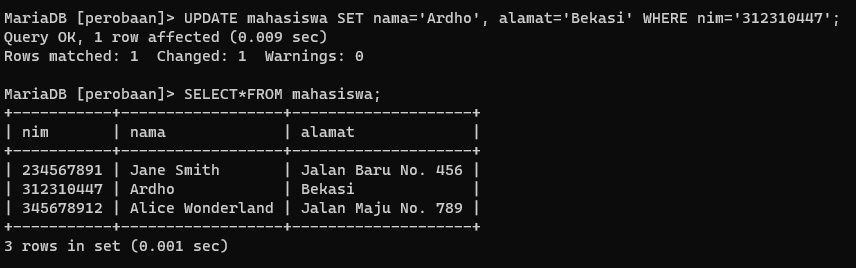 MariaDB [perobaan]> UPDATE mahasiswa SET nama='Ardho', alamat='Bekasi' WHERE nim='312310447';
Query OK, 1 row affected (0.009 sec)
Rows matched: 1  Changed: 1  Warnings: 0

MariaDB [perobaan]> SELECT*FROM mahasiswa;
+-----------+------------------+--------------------+
| nim       | nama             | alamat             |
+-----------+------------------+--------------------+
| 234567891 | Jane Smith       | Jalan Baru No. 456 |
| 312310447 | Ardho            | Bekasi             |
| 345678912 | Alice Wonderland | Jalan Maju No. 789 |
+-----------+------------------+--------------------+
3 rows in set (0.001 sec)